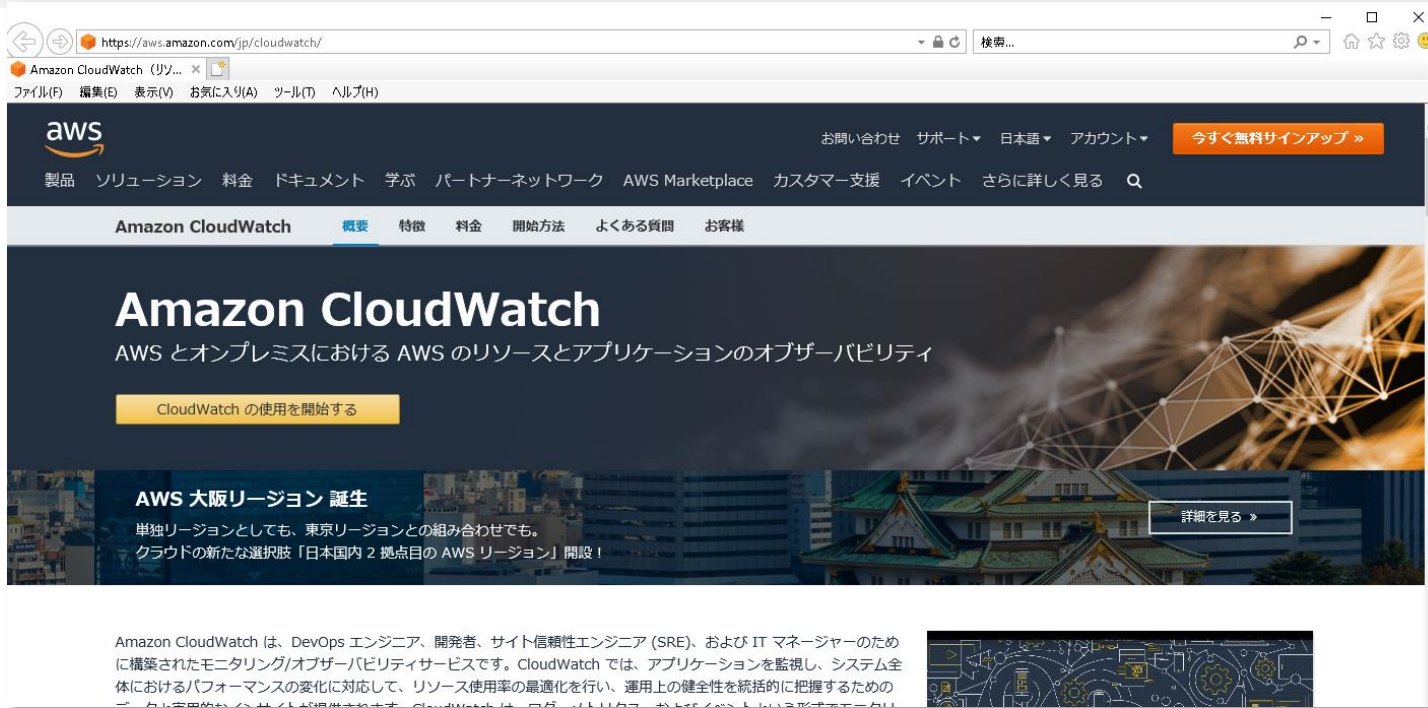 https://aws.amazon.com/jp/cloudwatch/
検索...
Amazon CloudWatch（リソ...
ファイル(F) 編集(E) 表示(V) お気に入り(A) ツール(T) ヘルプ(H)
aws
お問い合わせ サポート 日本語 アカウント 今すぐ無料サインアップ »
製品 ソリューション 料金 ドキュメント 学ぶ パートナーネットワーク AWS Marketplace カスタマー支援 イベント さらに詳しく見る
Amazon CloudWatch 概要 特徴 料金 開始方法 よくある質問 お客様
Amazon CloudWatch
AWS とオンプレミスにおける AWS のリソースとアプリケーションのオブザーバビリティ
CloudWatch の使用を開始する
AWS 大阪リージョン 誕生
単独リージョンとしても、東京リージョンとの組み合わせでも。
クラウドの新たな選択肢「日本国内 2 拠点目の AWS リージョン」開設！
詳細を見る »
Amazon CloudWatch は、DevOps エンジニア、開発者、サイト信頼性エンジニア (SRE)、および IT マネージャーのため
に構築されたモニタリング/オブザーバビリティサービスです。CloudWatch では、アプリケーションを監視し、システム全
体におけるパフォーマンスの変化に対応して、リソース使用率の最適化を行い、運用上の健全性を統括的に把握するための